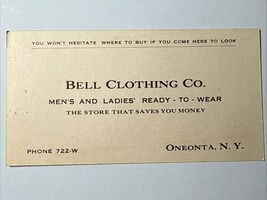 YOU WON'T HESITATE WHERE TO BUY IF YOU COME HERE TO LOOK
BELL CLOTHING CO.
MEN'S AND LADIES' READY - TO - WEAR
THE STORE THAT SAVES YOU MONEY
PHONE 722-W ONEONTA, N. Y.